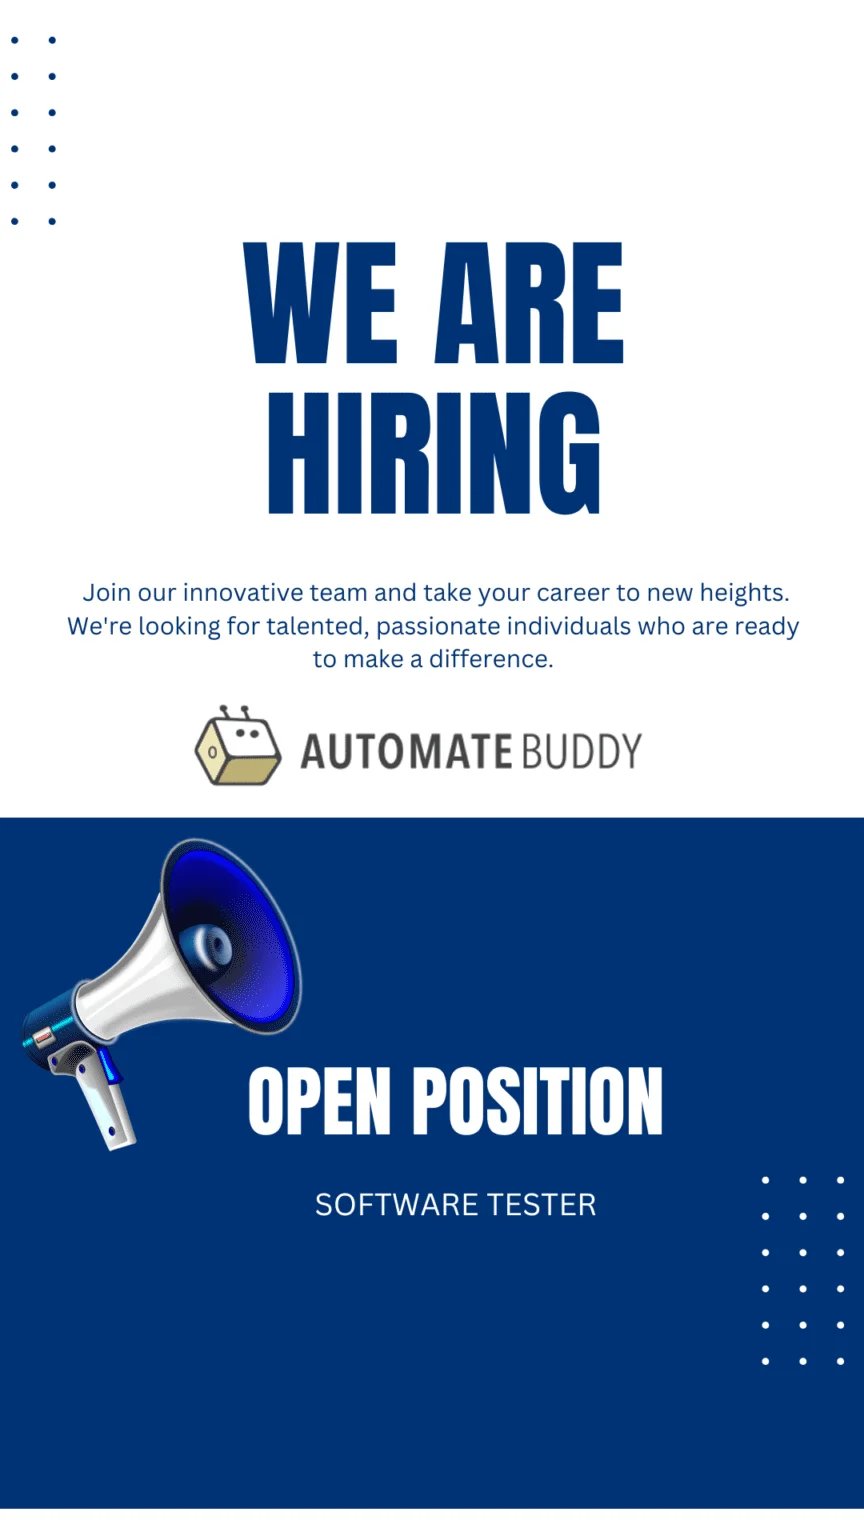 WE ARE
HIRING
Join our innovative team and take your career to new heights.
We're looking for talented, passionate individuals who are ready
to make a difference.
AUTOMATE BUDDY
OPEN POSITION
SOFTWARE TESTER